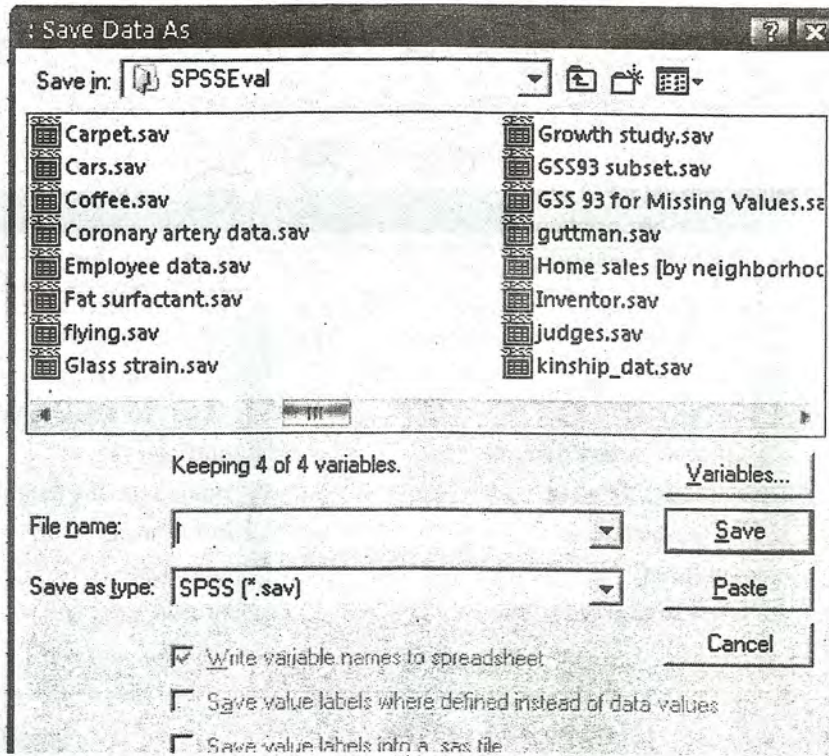 : Save Data As
Save in: SPSSEval
Carpet.sav
Cars.sav
Coffee.sav
Coronary artery data.sav
Employee data.sav
Fat surfactant.sav
flying.sav
Glass strain.sav
Growth study.sav
GSS93 subset.sav
GSS 93 for Missing Values.sa
guttman.sav
Home sales [by neighborhoc
Inventor.sav
judges.sav
kinship_dat.sav
Keeping 4 of 4 variables.
Variables...
File name:
Save
Save as type: SPSS (*.sav)
Paste
Cancel
Write variable names to spreadsheet
Save value labels where defined instead of data values
Save value labels into a .sas file